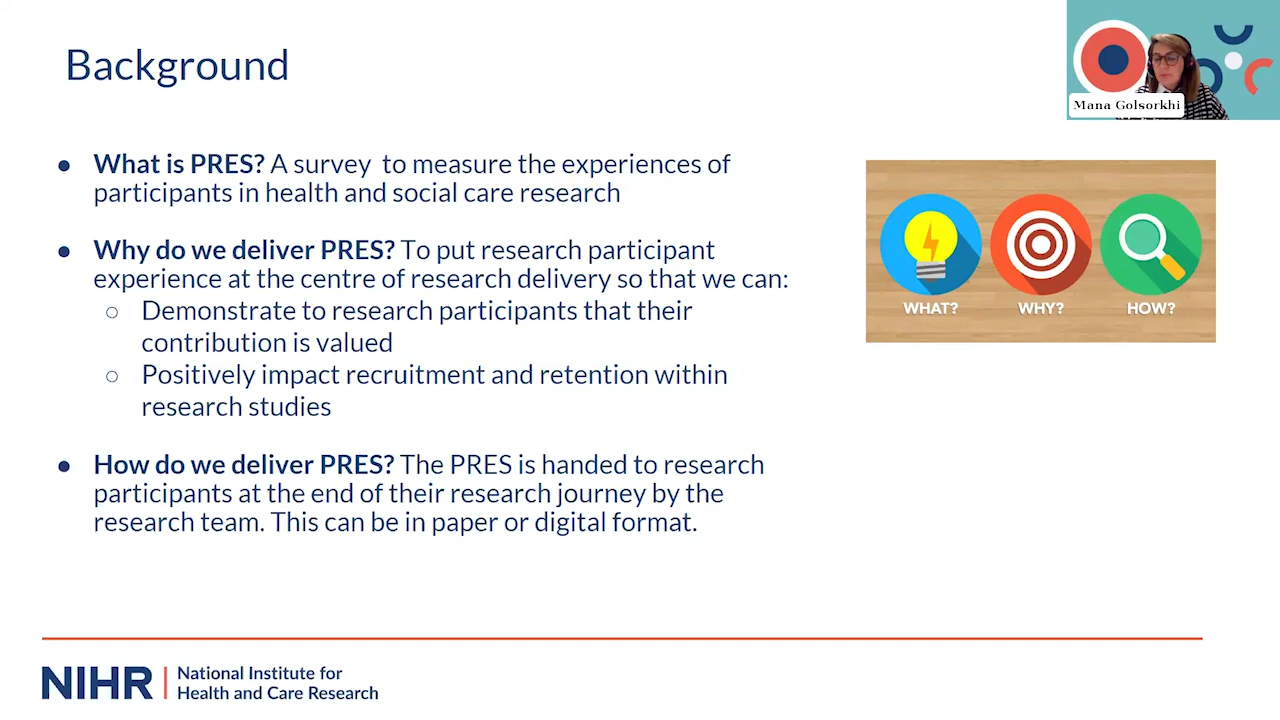 Background
Mana Golsorkhi
● What is PRES? A survey to measure the experiences of
participants in health and social care research
● Why do we deliver PRES? To put research participant
experience at the centre of research delivery so that we can:
○ Demonstrate to research participants that their
contribution is valued
○ Positively impact recruitment and retention within
research studies
● How do we deliver PRES? The PRES is handed to research
participants at the end of their research journey by the
research team. This can be in paper or digital format.
WHAT? WHY? HOW?
NIHR | National Institute for
Health and Care Research